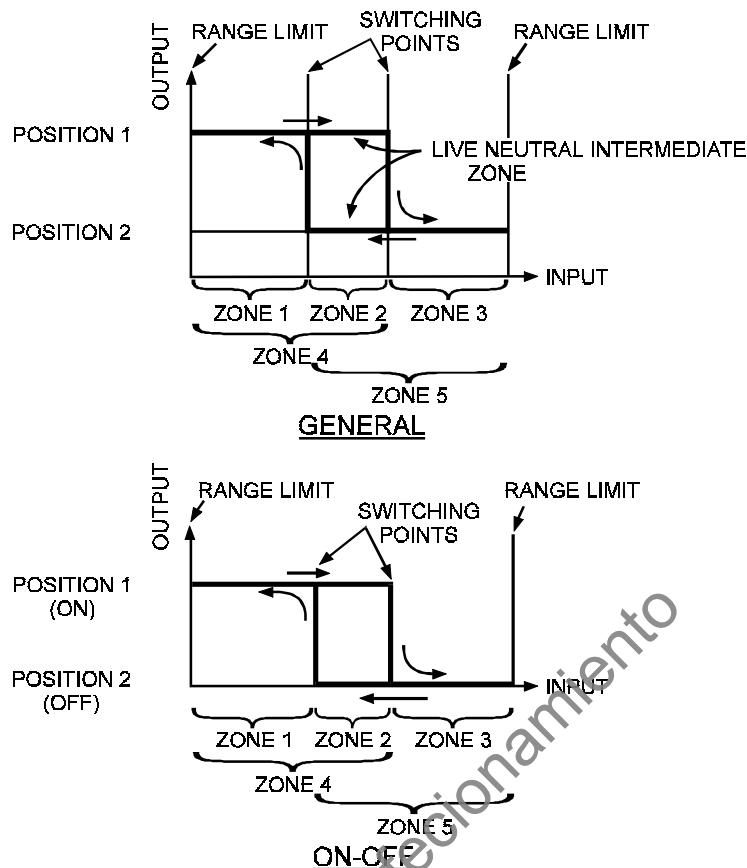 OUTPUT
RANGE LIMIT
SWITCHING
POINTS
RANGE LIMIT
POSITION 1
LIVE NEUTRAL INTERMEDIATE
ZONE
POSITION 2
INPUT
ZONE 1
ZONE 2
ZONE 3
ZONE 4
ZONE 5
GENERAL
OUTPUT
RANGE LIMIT
SWITCHING
POINTS
RANGE LIMIT
POSITION 1
(ON)
POSITION 2
(OFF)
INPUT
ZONE 1
ZONE 2
ZONE 3
ZONE 4
ZONE 5
ON-OFF
fecionamiento